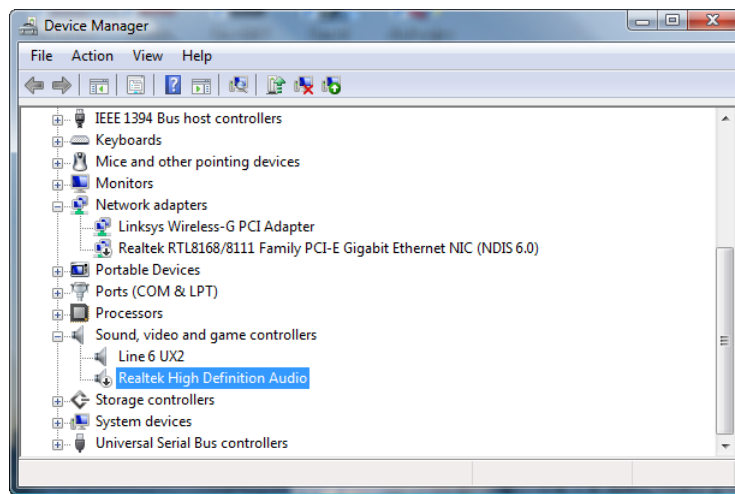 Device Manager
File Action View Help
IEEE 1394 Bus host controllers
Keyboards
Mice and other pointing devices
Monitors
Network adapters
Linksys Wireless-G PCI Adapter
Realtek RTL8168/8111 Family PCI-E Gigabit Ethernet NIC (NDIS 6.0)
Portable Devices
Ports (COM & LPT)
Processors
Sound, video and game controllers
Line 6 UX2
Realtek High Definition Audio
Storage controllers
System devices
Universal Serial Bus controllers